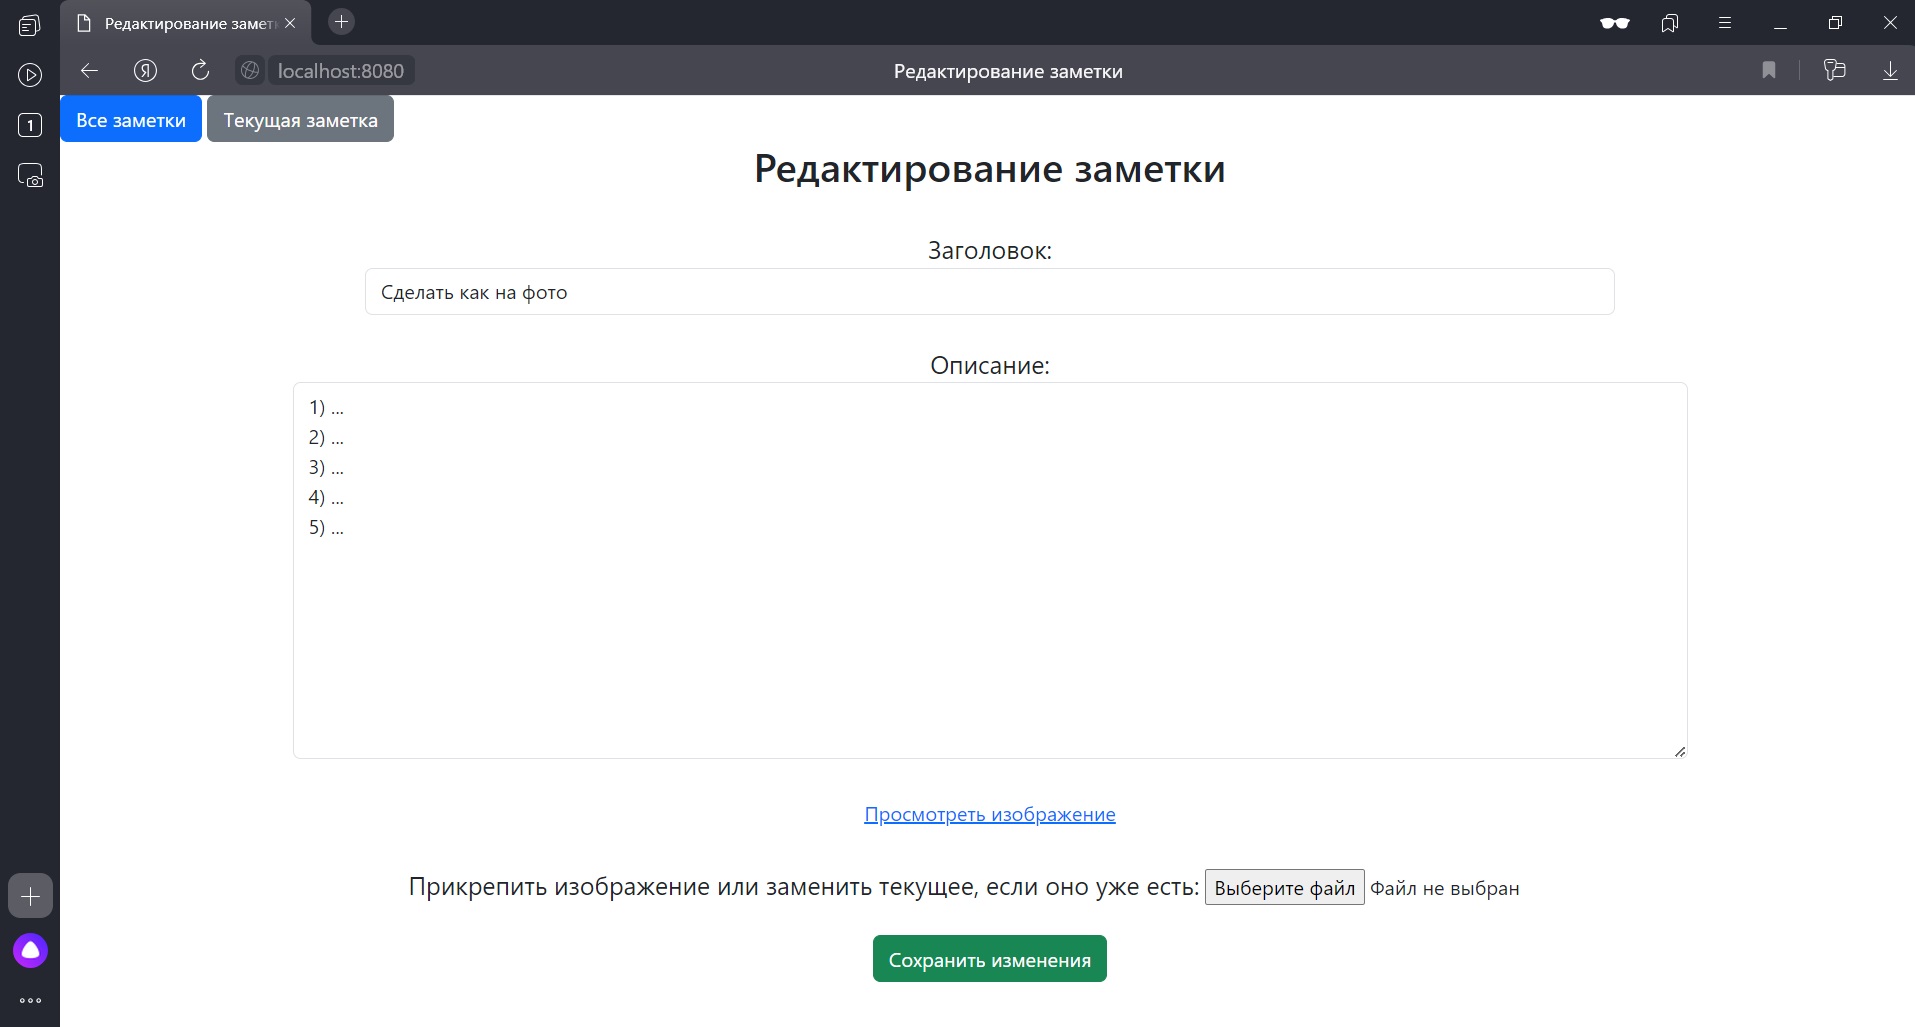 Редактирование замет
1
Я
localhost:8080
Редактирование заметки
Все заметки
Текущая заметка
Редактирование заметки
Заголовок:
Сделать как на фото
Описание:
1) ...
2) ...
3) ...
4) ...
5) ...
Просмотреть изображение
Прикрепить изображение или заменить текущее, если оно уже есть: Выберите файл Файл не выбран
Сохранить изменения